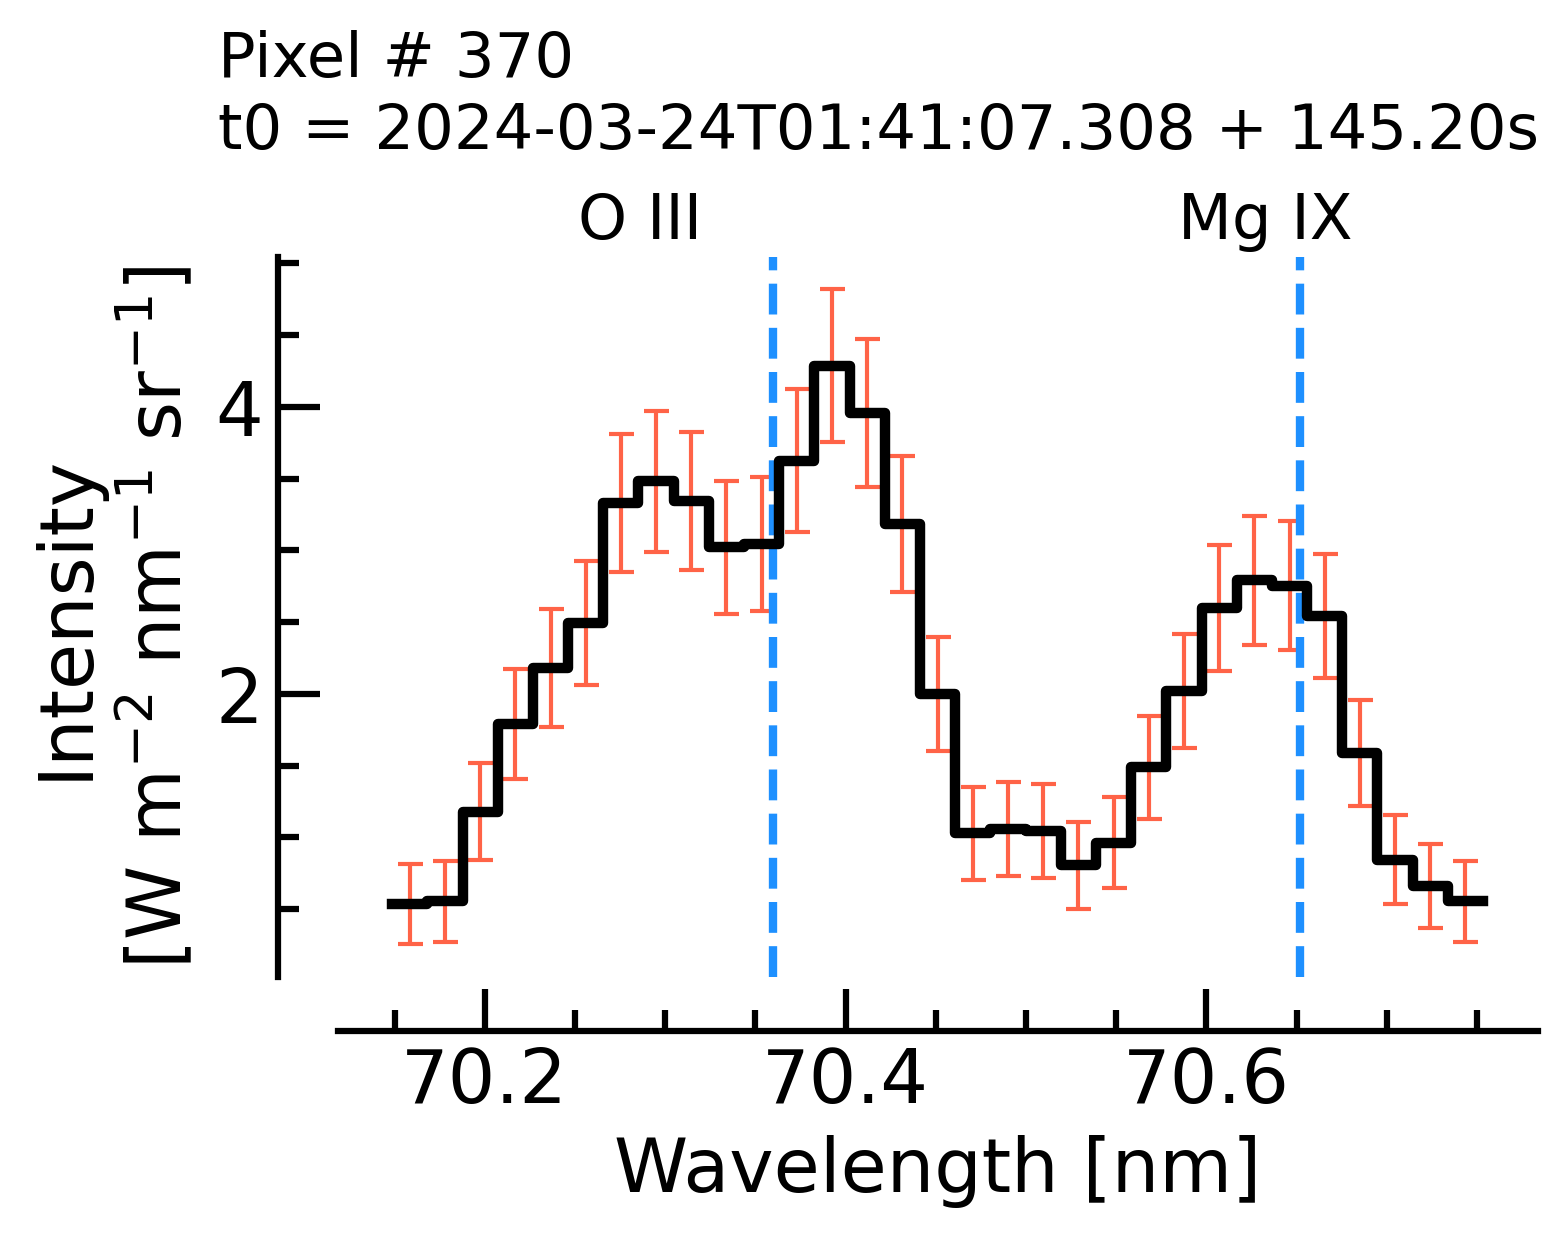 Pixel # 370
t0 = 2024-03-24T01:41:07.308 + 145.20s
O III
Mg IX
Intensity
[W m⁻² nm⁻¹ sr⁻¹]
4
2
70.2 70.4 70.6
Wavelength [nm]